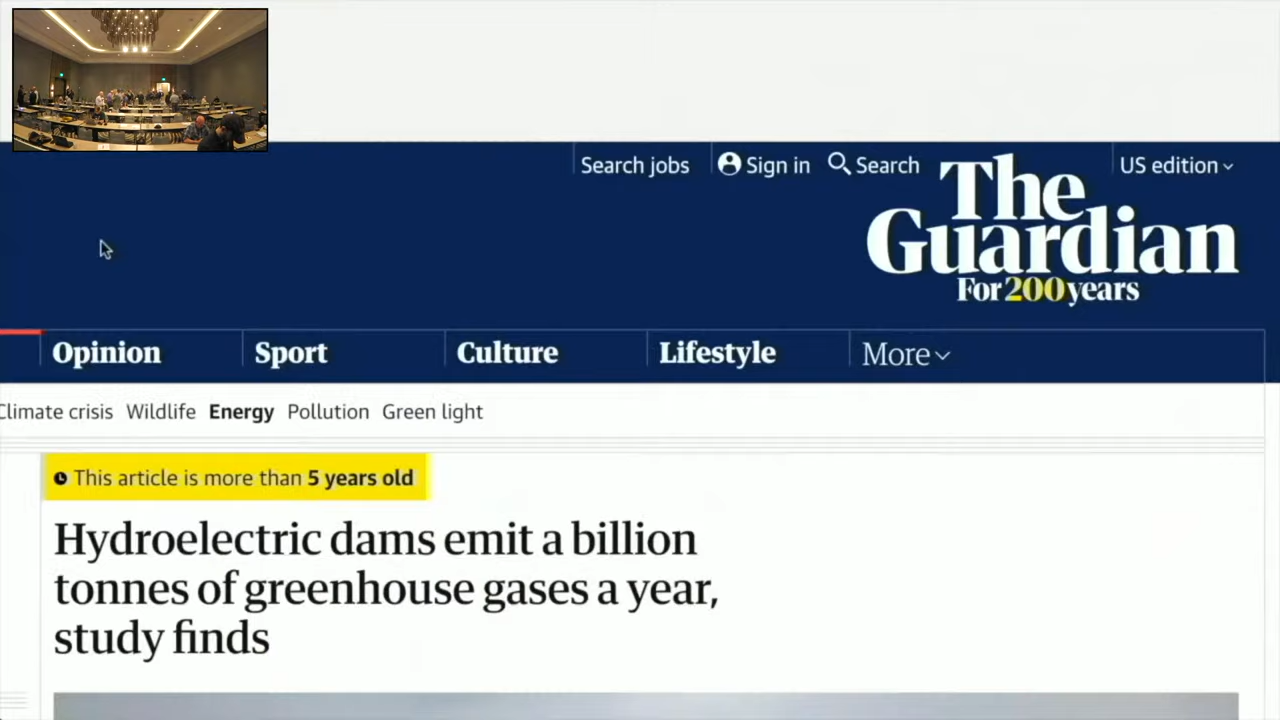 Search jobs
Sign in
Search
US edition
The
Guardian
For 200 years
Opinion
Sport
Culture
Lifestyle
More
Climate crisis
Wildlife
Energy
Pollution
Green light
This article is more than 5 years old
Hydroelectric dams emit a billion
tonnes of greenhouse gases a year,
study finds